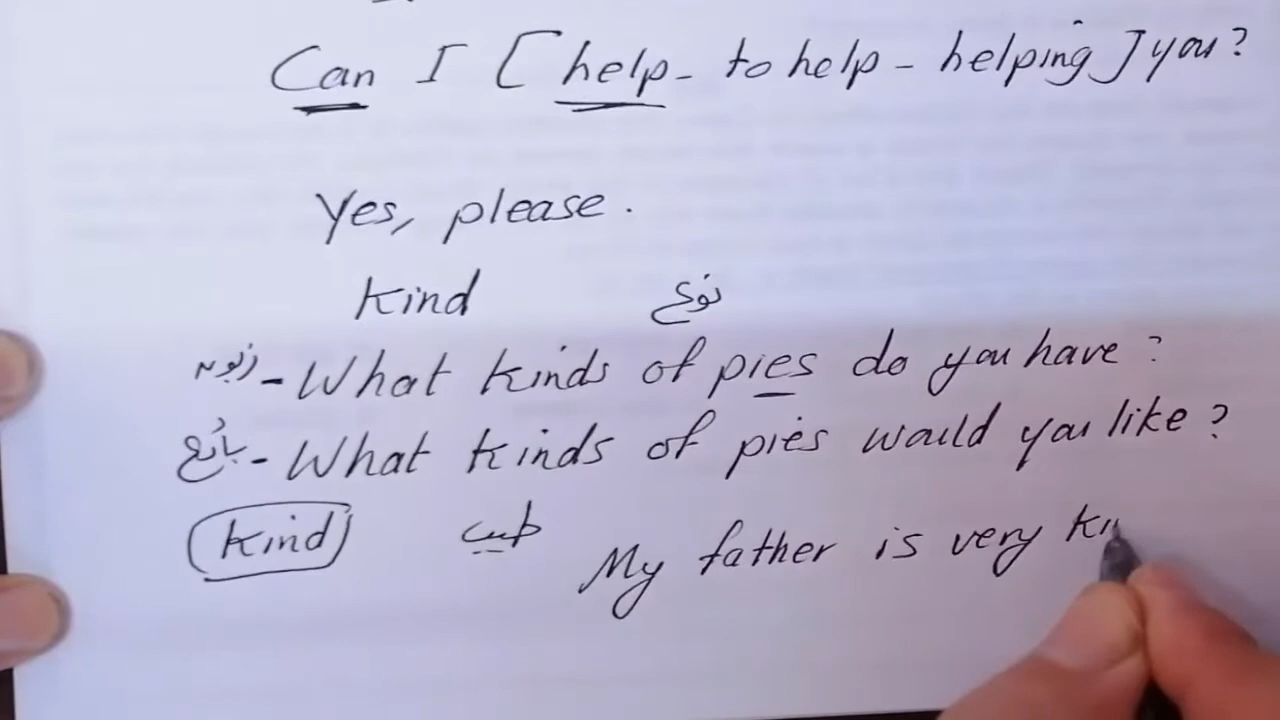 Can I [help - to help - helping] you?
Yes, please.
Kind نوع
زبون - What kinds of pies do you have?
بائع - What kinds of pies would you like?
Kind طيب My father is very ki